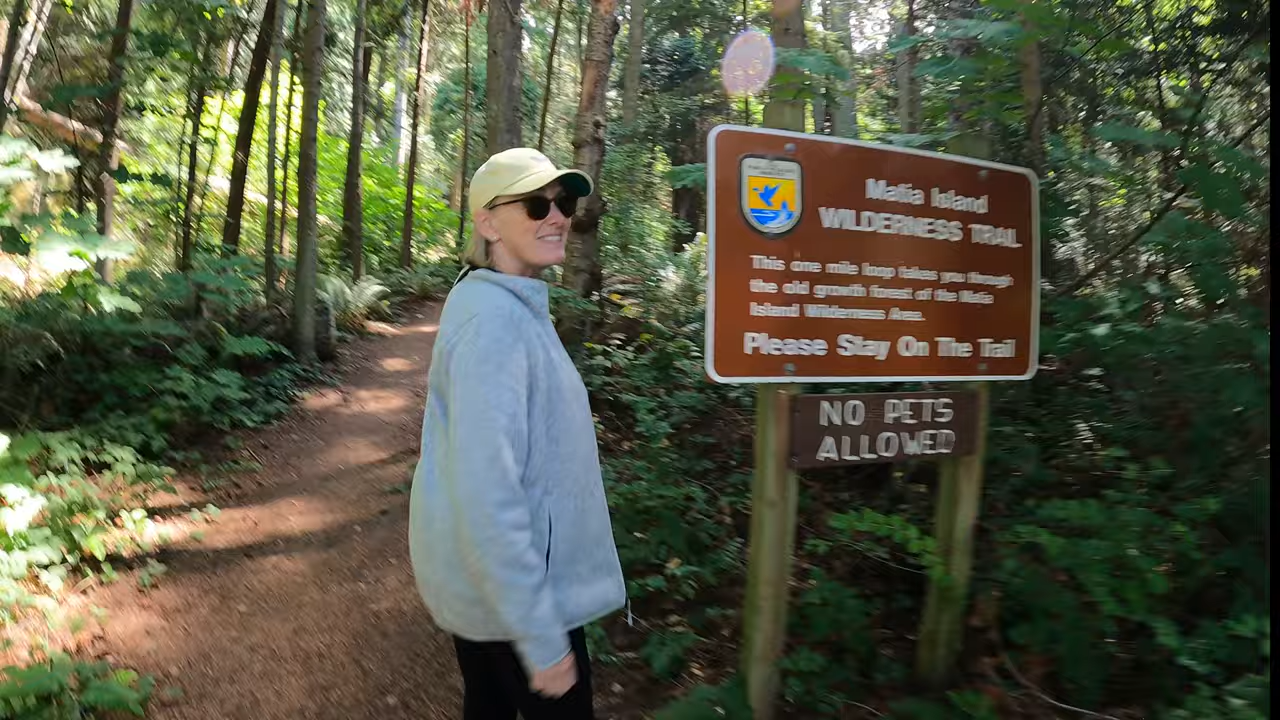 Matia Island
WILDERNESS TRAIL
This one mile loop takes you through
the old growth forest of the Matia
Island Wilderness Area.
Please Stay On The Trail
NO PETS
ALLOWED